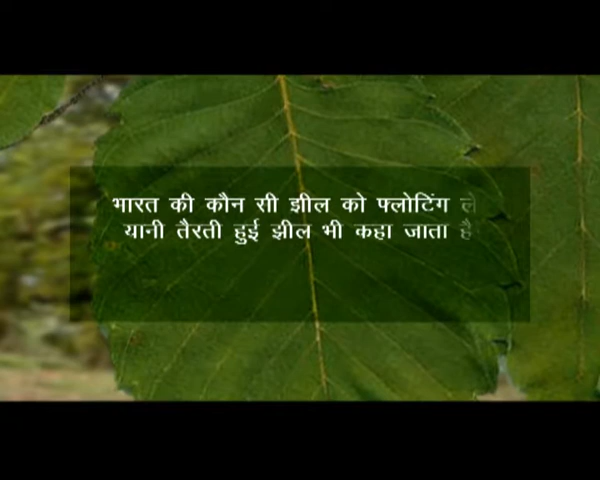 भारत की कौन सी झील को फ्लोटिंग
यानी तैरती हुई झील भी कहा जाता